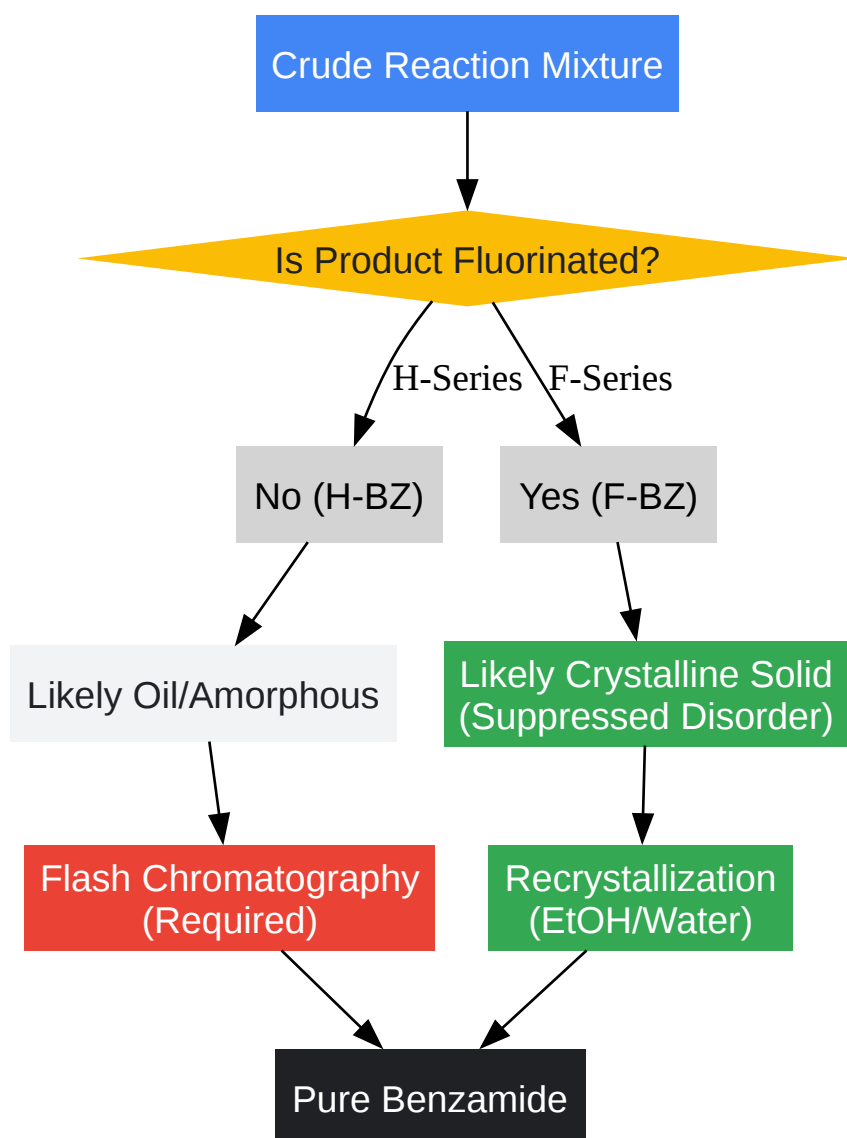 Crude Reaction Mixture
Is Product Fluorinated?
H-Series
F-Series
No (H-BZ)
Yes (F-BZ)
Likely Oil/Amorphous
Likely Crystalline Solid
(Suppressed Disorder)
Flash Chromatography
(Required)
Recrystallization
(EtOH/Water)
Pure Benzamide